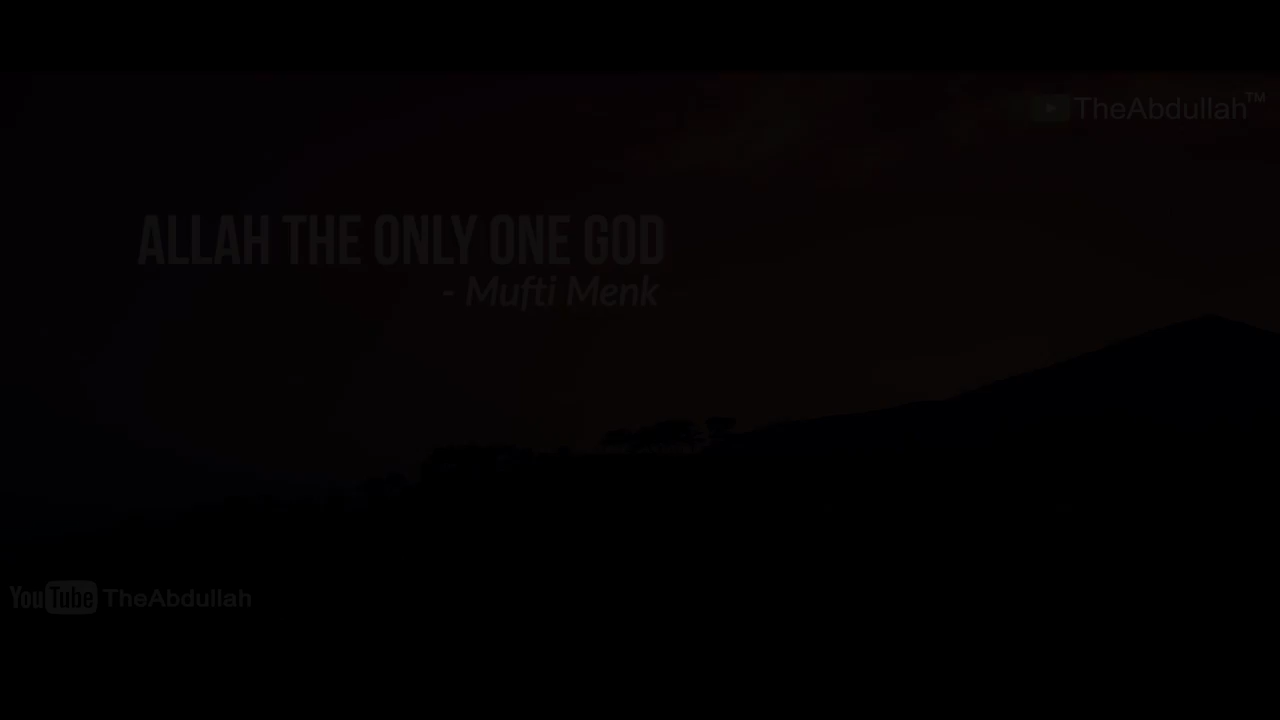 TheAbdullah™
ALLAH THE ONLY ONE GOD
- Mufti Menk
YouTube TheAbdullah